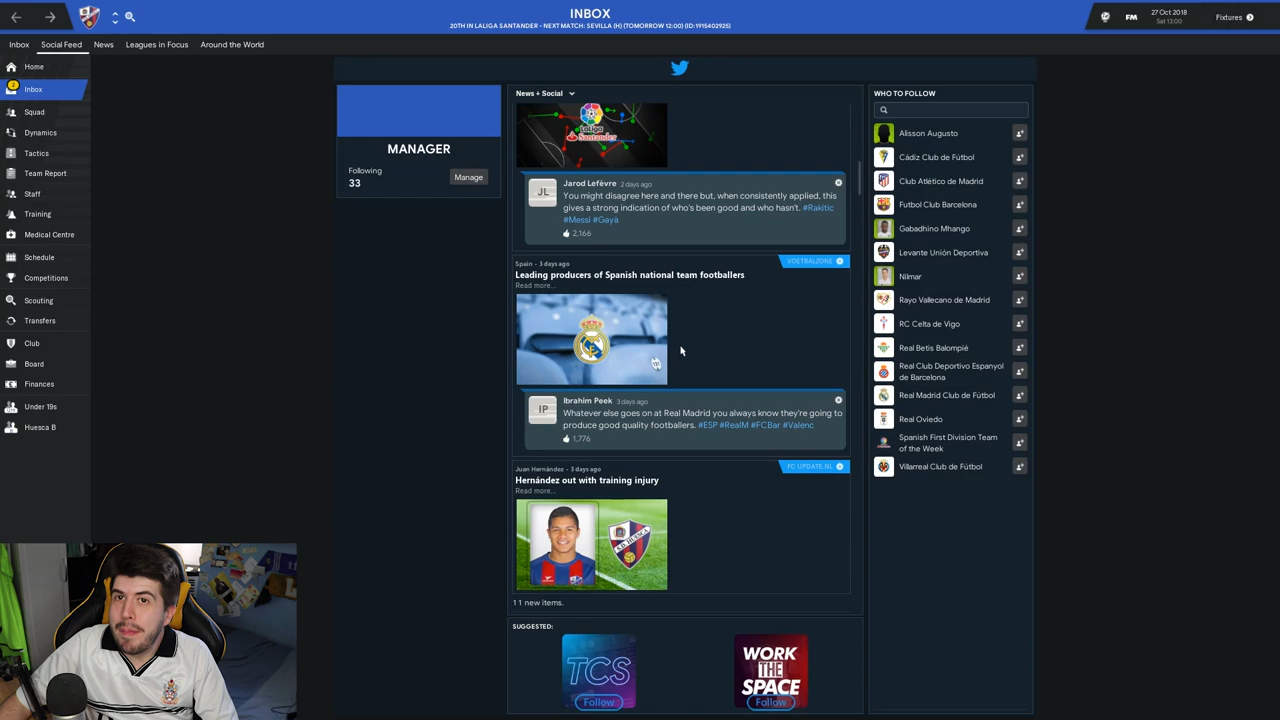 INBOX
20TH IN LALIGA SANTANDER - NEXT MATCH: SEVILLA (H) (TOMORROW 12:00) (ID:1915402925)
FM
27 Oct 2018
Sat 13:00
Fixtures
Inbox
Social Feed
News
Leagues in Focus
Around the World
Home
Inbox
Squad
Dynamics
Tactics
Team Report
Staff
Training
Medical Centre
Schedule
Competitions
Scouting
Transfers
Club
Board
Finances
Under 19s
Huesca B
MANAGER
Following
33
Manage
News + Social
LaLiga
Santander
JL
Jarod Lefèvre 2 days ago
You might disagree here and there but, when consistently applied, this
gives a strong indication of who's been good and who hasn't. #Rakitic
#Messi #Gayà
2,166
Spain - 3 days ago
VOETBALZONE
Leading producers of Spanish national team footballers
Read more...
IP
Ibrahim Peek 3 days ago
Whatever else goes on at Real Madrid you always know they're going to
produce good quality footballers. #ESP #RealM #FCBar #Valenc
1,776
Juan Hernández - 3 days ago
FC UPDATE.NL
Hernández out with training injury
Read more...
S.D. HUESCA
11 new items.
SUGGESTED:
TCS
Follow
WORK
THE
SPACE
Follow
WHO TO FOLLOW
Alisson Augusto
Cádiz Club de Fútbol
Club Atlético de Madrid
Futbol Club Barcelona
Gabadhino Mhango
Levante Unión Deportiva
Nilmar
Rayo Vallecano de Madrid
RC Celta de Vigo
Real Betis Balompié
Real Club Deportivo Espanyol
de Barcelona
Real Madrid Club de Fútbol
Real Oviedo
Spanish First Division Team
of the Week
Villarreal Club de Fútbol